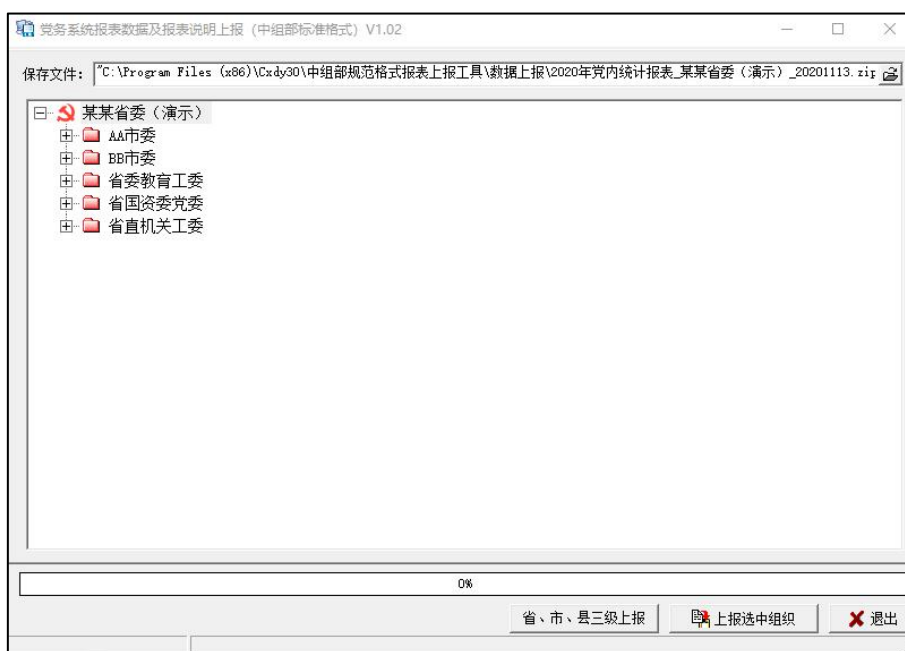 党务系统报表数据及报表说明上报（中组部标准格式）V1.02
保存文件： "C:\Program Files (x86)\Cxdy30\中组部规范格式报表上报工具\数据上报\2020年党内统计报表_某某省委（演示）_20201113.zip
某某省委（演示）
AA市委
BB市委
省委教育工委
省国资委党委
省直机关工委
0%
省、市、县三级上报 上报选中组织 退出